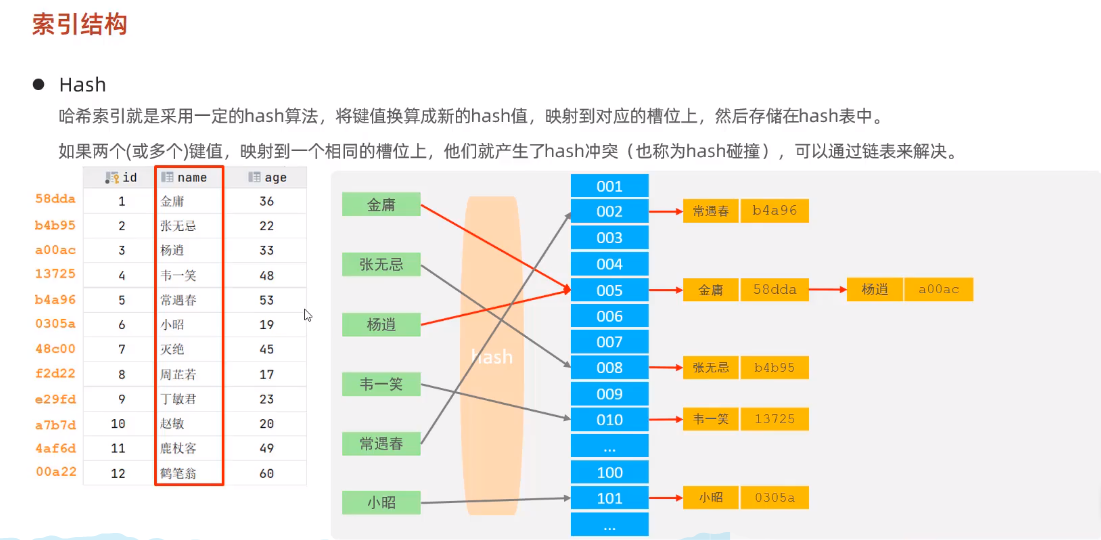 索引结构
● Hash
哈希索引就是采用一定的hash算法，将键值换算成新的hash值，映射到对应的槽位上，然后存储在hash表中。
如果两个(或多个)键值，映射到一个相同的槽位上，他们就产生了hash冲突（也称为hash碰撞），可以通过链表来解决。
id name age
58dda 1 金庸 36
b4b95 2 张无忌 22
a00ac 3 杨逍 33
13725 4 韦一笑 48
b4a96 5 常遇春 53
0305a 6 小昭 19
48c00 7 灭绝 45
f2d22 8 周芷若 17
e29fd 9 丁敏君 23
a7b7d 10 赵敏 20
4af6d 11 鹿杖客 49
00a22 12 鹤笔翁 60
金庸
张无忌
杨逍
韦一笑
常遇春
小昭
hash
001
002 常遇春 b4a96
003
004
005 金庸 58dda 杨逍 a00ac
006
007
008 张无忌 b4b95
009
010 韦一笑 13725
...
100
101 小昭 0305a
...